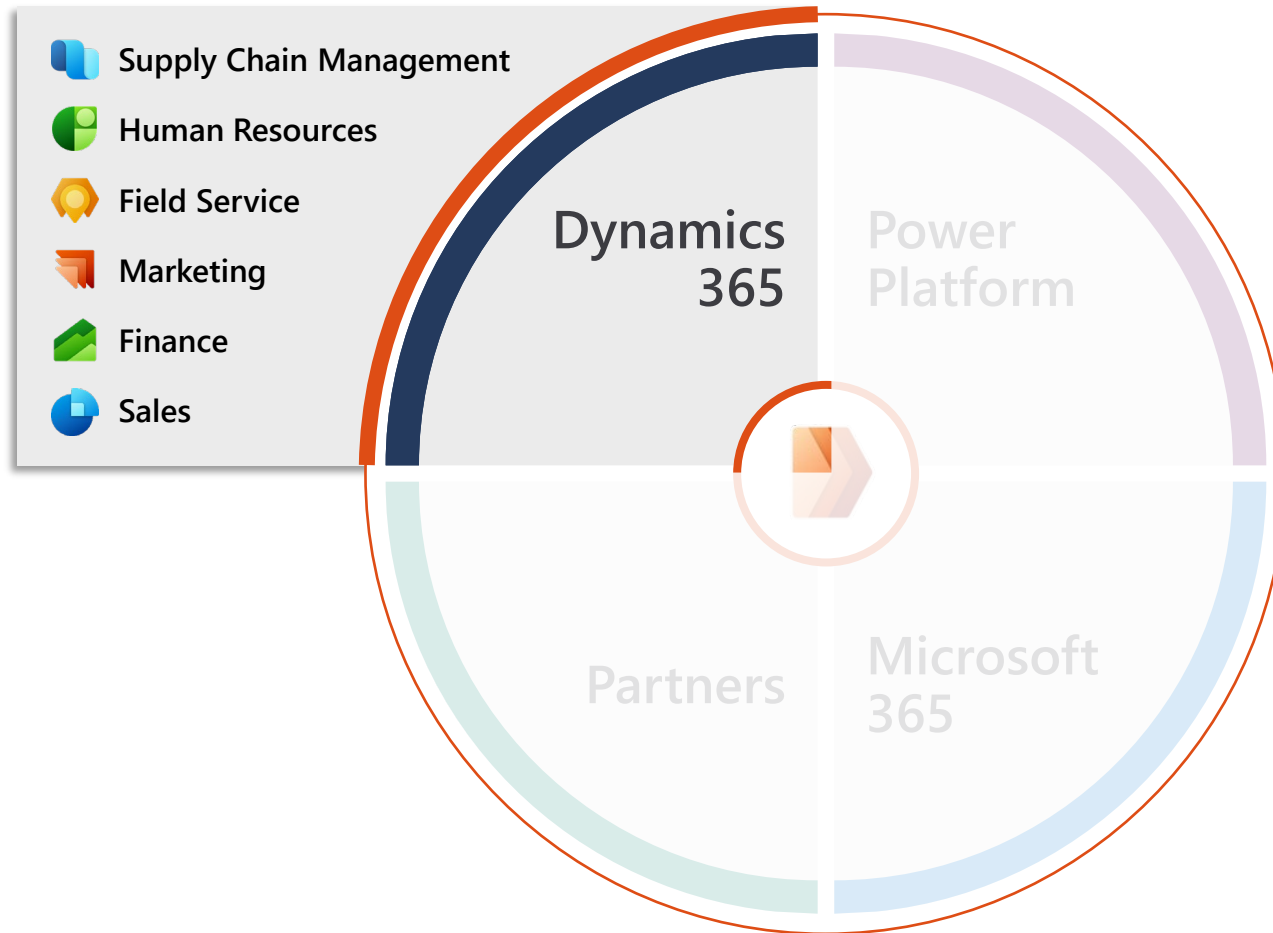 Supply Chain Management
Human Resources
Field Service
Marketing
Finance
Sales
Dynamics
365
Power
Platform
Partners
Microsoft
365